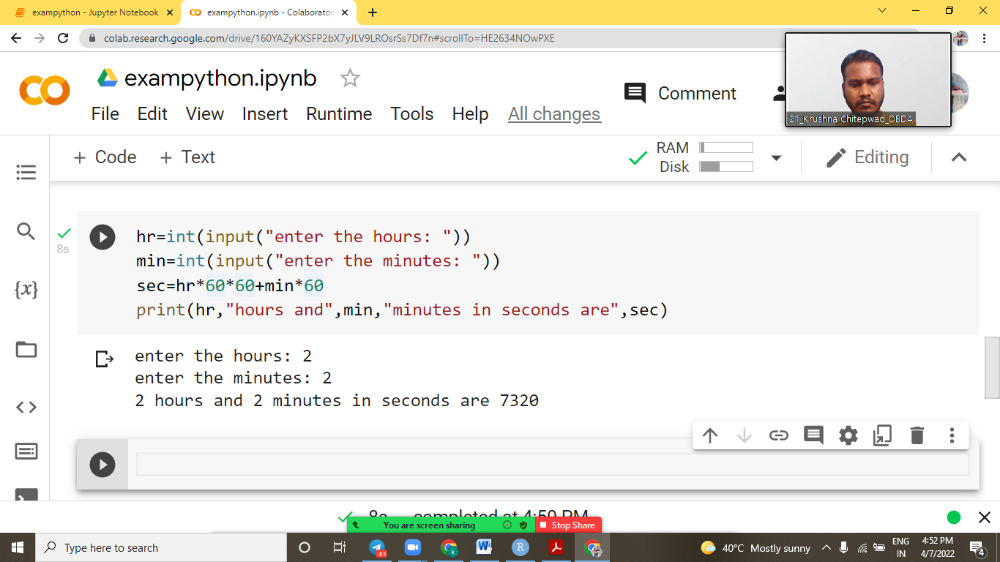 exampython - Jupyter Notebook
exampython.ipynb - Colaborator
colab.research.google.com/drive/160YAZyKXSFP2bX7yJLV9LROsrSs7Df7n#scrollTo=HE2634NOwPXE
exampython.ipynb
Comment
File Edit View Insert Runtime Tools Help All changes
21_Krushna Chitepwad_DBDA
+ Code + Text
RAM
Disk
Editing
8s
hr=int(input("enter the hours: "))
min=int(input("enter the minutes: "))
sec=hr*60*60+min*60
print(hr,"hours and",min,"minutes in seconds are",sec)
{x}
enter the hours: 2
enter the minutes: 2
2 hours and 2 minutes in seconds are 7320
8s completed at 4:50 PM
You are screen sharing
Stop Share
Type here to search
.65
k
W
R
40°C Mostly sunny
ENG
IN
4:52 PM
4/7/2022
4